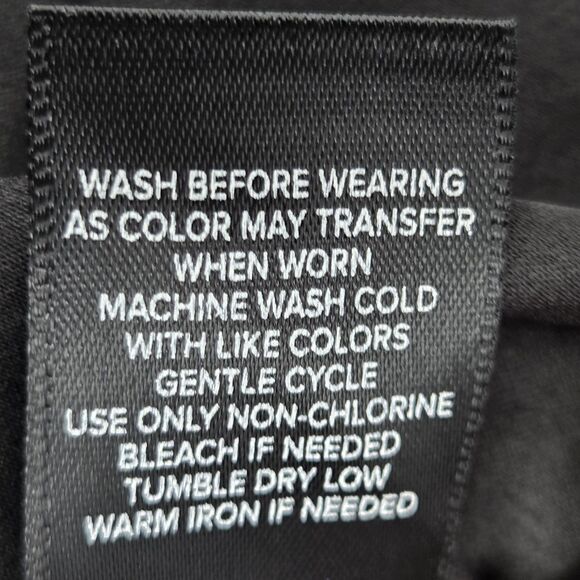 WASH BEFORE WEARING
AS COLOR MAY TRANSFER
WHEN WORN
MACHINE WASH COLD
WITH LIKE COLORS
GENTLE CYCLE
USE ONLY NON-CHLORINE
BLEACH IF NEEDED
TUMBLE DRY LOW
WARM IRON IF NEEDED